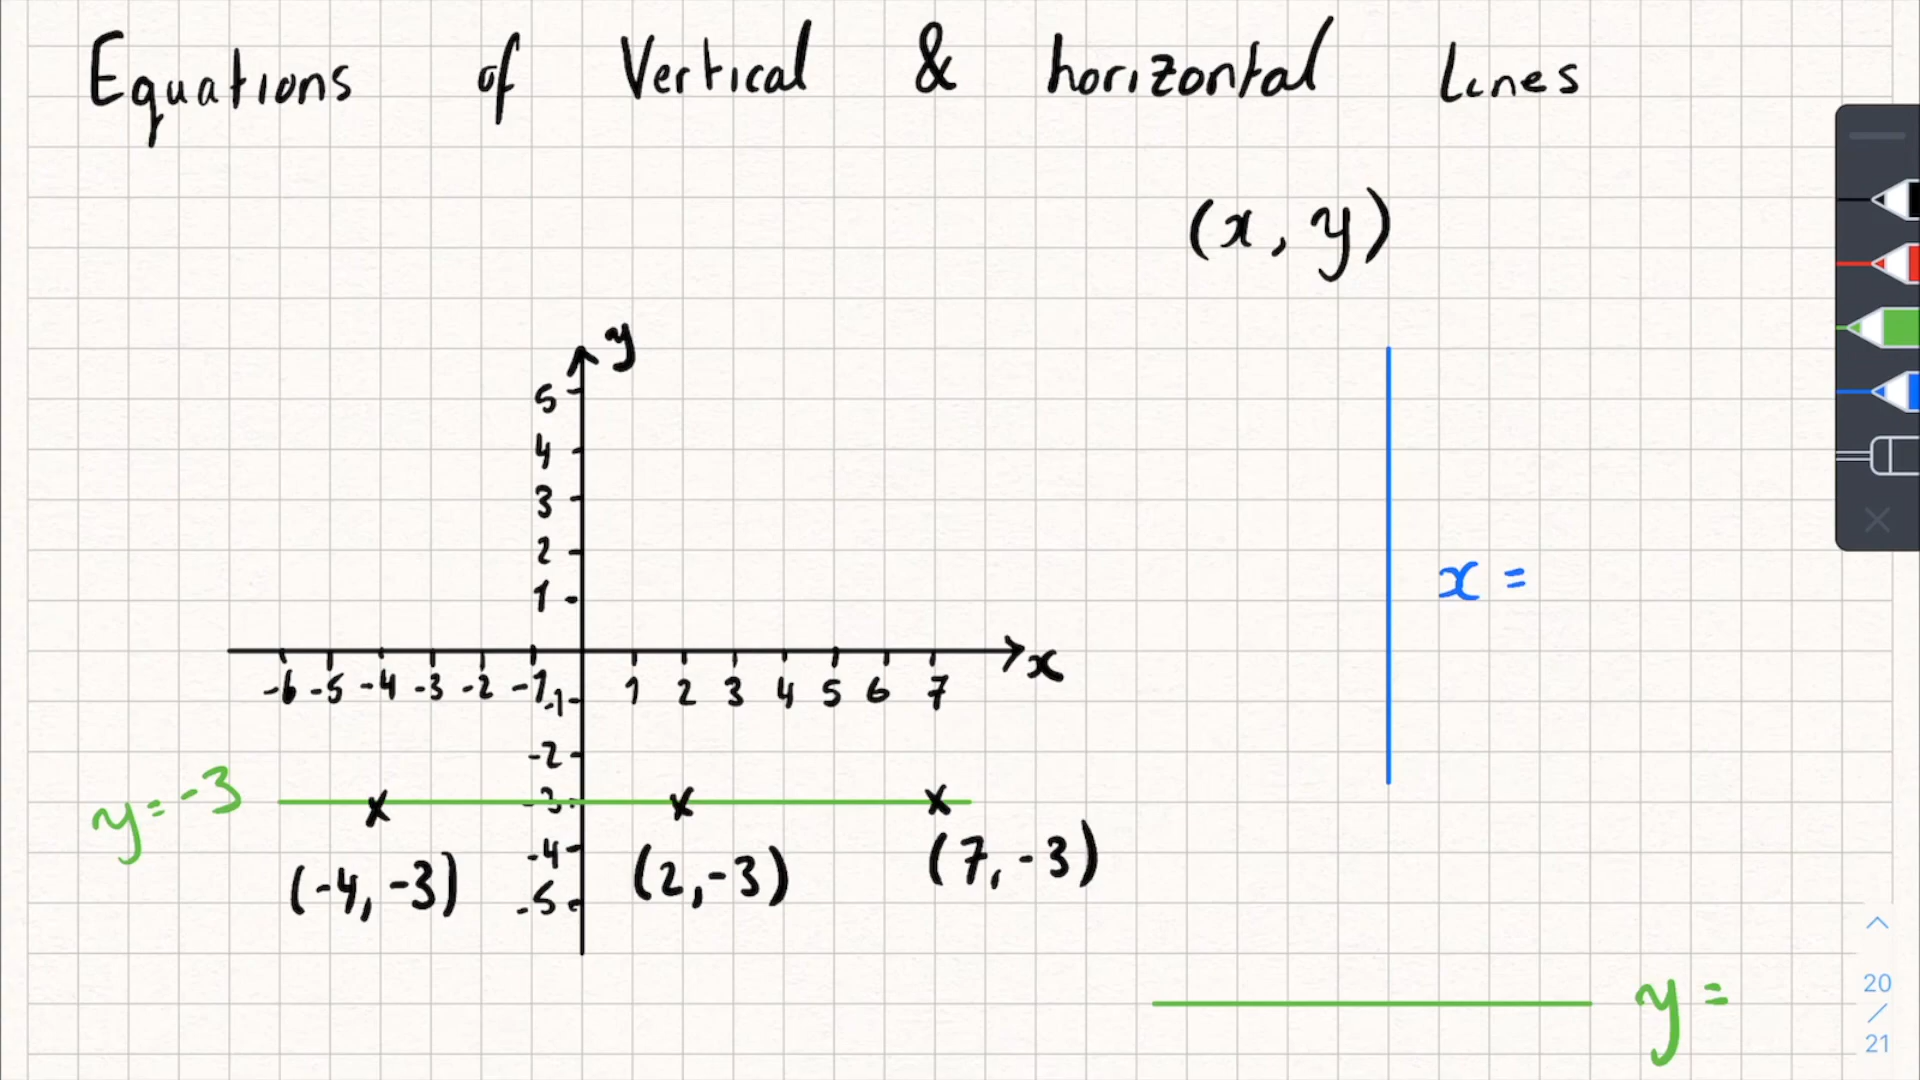 Equations of Vertical & horizontal Lines
(x, y)
y
5
4
3
2
1
x =
x
-6 -5 -4 -3 -2 -1 1 2 3 4 5 6 7
-1
-2
y = -3
-3
-4
-5
(-4, -3) (2, -3) (7, -3)
y =
20
/
21